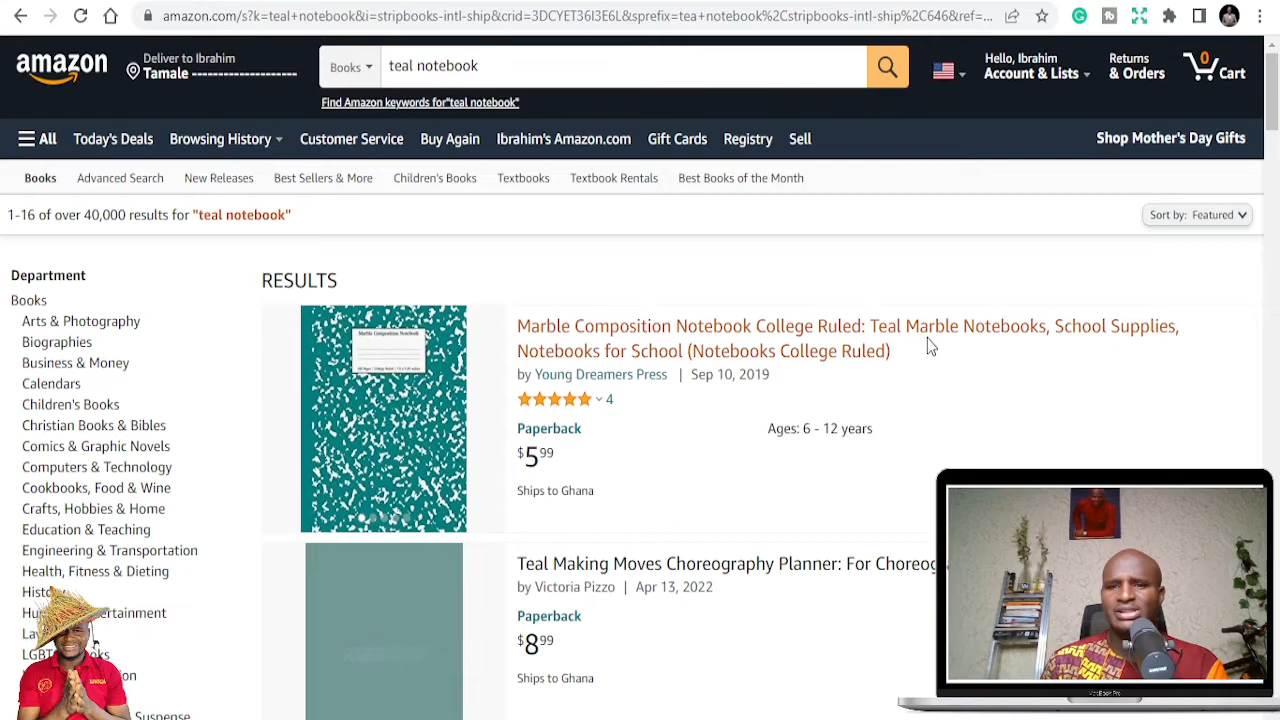 amazon.com/s?k=teal+notebook&i=stripbooks-intl-ship&crid=3DCYET36I3E6L&sprefix=tea+notebook%2Cstripbooks-intl-ship%2C646&ref=...
amazon
Deliver to Ibrahim
Tamale --------------------
Books
teal notebook
Find Amazon keywords for"teal notebook"
Hello, Ibrahim
Account & Lists
Returns
& Orders
0
Cart
All
Today's Deals
Browsing History
Customer Service
Buy Again
Ibrahim's Amazon.com
Gift Cards
Registry
Sell
Shop Mother's Day Gifts
Books
Advanced Search
New Releases
Best Sellers & More
Children's Books
Textbooks
Textbook Rentals
Best Books of the Month
1-16 of over 40,000 results for "teal notebook"
Sort by: Featured
Department
Books
Arts & Photography
Biographies
Business & Money
Calendars
Children's Books
Christian Books & Bibles
Comics & Graphic Novels
Computers & Technology
Cookbooks, Food & Wine
Crafts, Hobbies & Home
Education & Teaching
Engineering & Transportation
Health, Fitness & Dieting
RESULTS
Marble Composition Notebook
Marble Composition Notebook College Ruled: Teal Marble Notebooks, School Supplies,
Notebooks for School (Notebooks College Ruled)
by Young Dreamers Press | Sep 10, 2019
4
Paperback
Ages: 6 - 12 years
$5.99
Ships to Ghana
Teal Making Moves Choreography Planner: For Choreog
by Victoria Pizzo | Apr 13, 2022
Paperback
$8.99
Ships to Ghana
Suspense
MacBook Pro